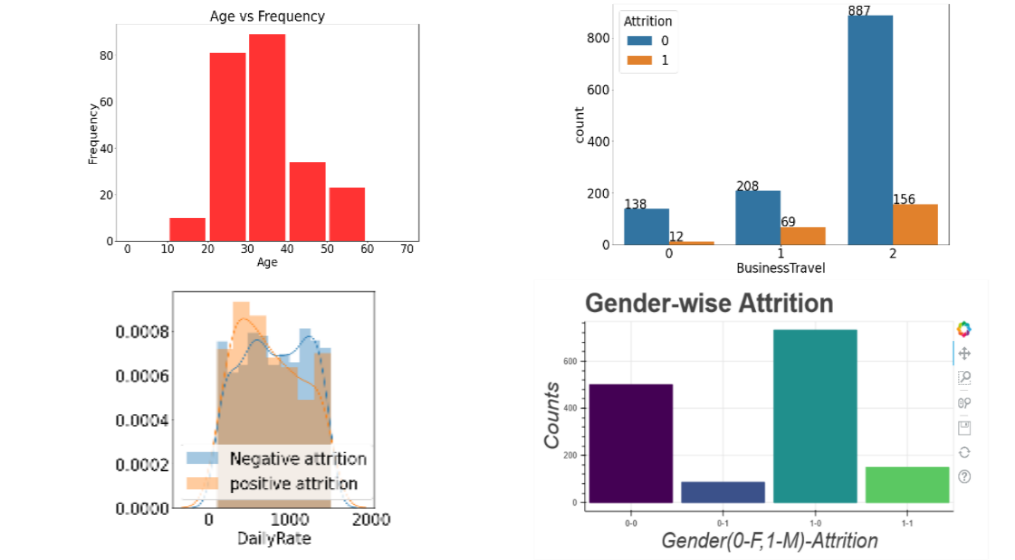 Age vs Frequency
Frequency
80
60
40
20
0
0 10 20 30 40 50 60 70
Age
Attrition
0
1
count
800
600
400
200
0
138
12
208
69
887
156
0 1 2
BusinessTravel
0.0008
0.0006
0.0004
0.0002
0.0000
Negative attrition
positive attrition
0 1000 2000
DailyRate
Gender-wise Attrition
Counts
600
400
200
0
0-0 0-1 1-0 1-1
Gender(0-F,1-M)-Attrition
?